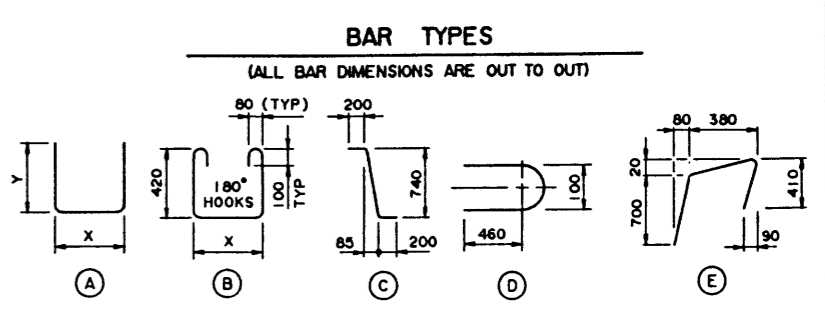 BAR TYPES
(ALL BAR DIMENSIONS ARE OUT TO OUT)
80 (TYP)
200
80
380
Y
420
180°
HOOKS
100
TYP
740
100
20
700
410
X
X
85
200
460
90
A
B
C
D
E